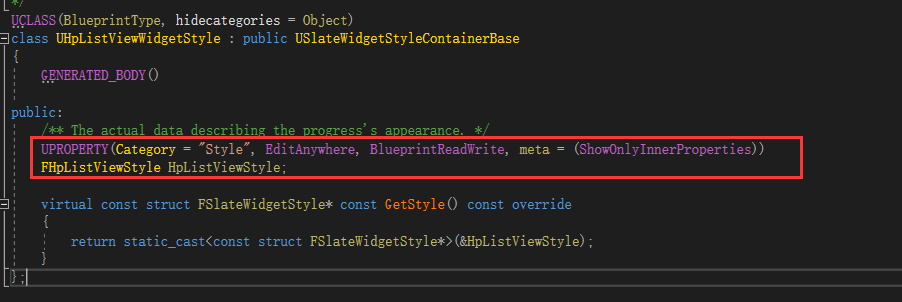 */
UCLASS(BlueprintType, hidecategories = Object)
class UHpListViewWidgetStyle : public USlateWidgetStyleContainerBase
{
GENERATED_BODY()
public:
/** The actual data describing the progress's appearance. */
UPROPERTY(Category = "Style", EditAnywhere, BlueprintReadWrite, meta = (ShowOnlyInnerProperties))
FHpListViewStyle HpListViewStyle;
virtual const struct FSlateWidgetStyle* const GetStyle() const override
{
return static_cast<const struct FSlateWidgetStyle*>(&HpListViewStyle);
}
};